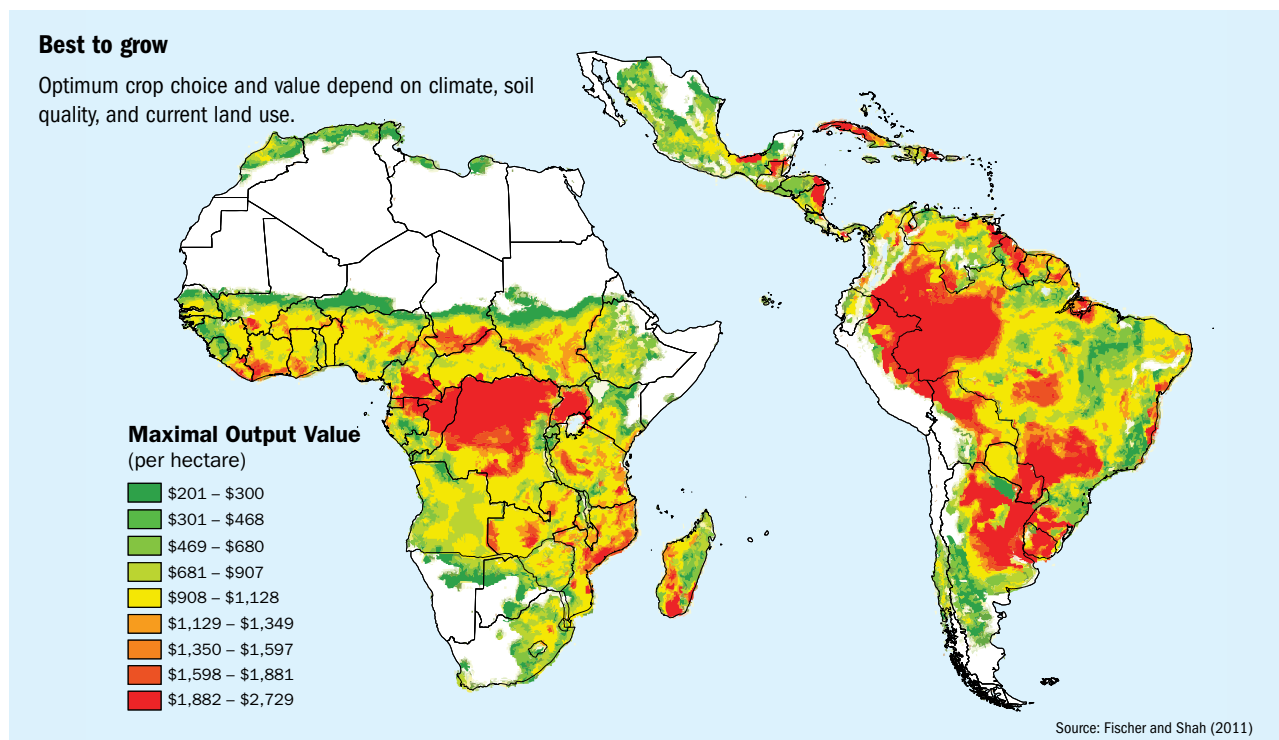 Best to grow
Optimum crop choice and value depend on climate, soil
quality, and current land use.
Maximal Output Value
(per hectare)
$201 – $300
$301 – $468
$469 – $680
$681 – $907
$908 – $1,128
$1,129 – $1,349
$1,350 – $1,597
$1,598 – $1,881
$1,882 – $2,729
Source: Fischer and Shah (2011)